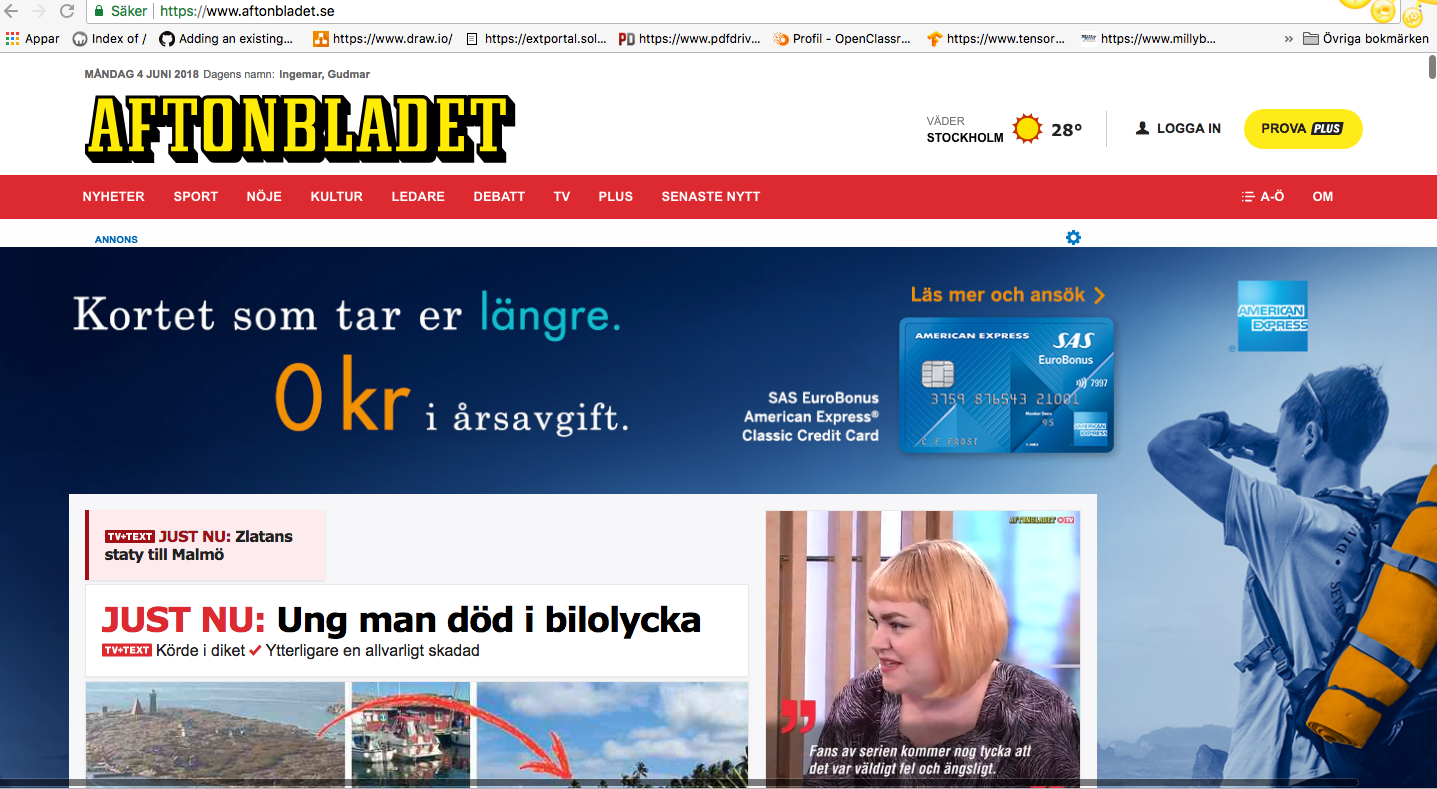 Säker | https://www.aftonbladet.se
Appar Index of / Adding an existing... https://www.draw.io/ https://extportal.sol... https://www.pdfdriv... Profil - OpenClassr... https://www.tensor... https://www.millyb... » Övriga bokmärken
MÅNDAG 4 JUNI 2018 Dagens namn: Ingemar, Gudmar
AFTONBLADET
VÄDER
STOCKHOLM 28° LOGGA IN PROVA PLUS
NYHETER SPORT NÖJE KULTUR LEDARE DEBATT TV PLUS SENASTE NYTT A-Ö OM
ANNONS
Kortet som tar er längre.
0 kr i årsavgift.
Läs mer och ansök
SAS EuroBonus
American Express®
Classic Credit Card
AMERICAN EXPRESS SAS
EuroBonus
7997
3759 876543 21001
Member Since
95
C F FROST
AMERICAN
EXPRESS
AMERICAN
EXPRESS
®
TV+TEXT JUST NU: Zlatans
staty till Malmö
JUST NU: Ung man död i bilolycka
TV+TEXT Körde i diket Ytterligare en allvarligt skadad
AFTONBLADET TV
Fans av serien kommer nog tycka att
det var väldigt fel och ängsligt.